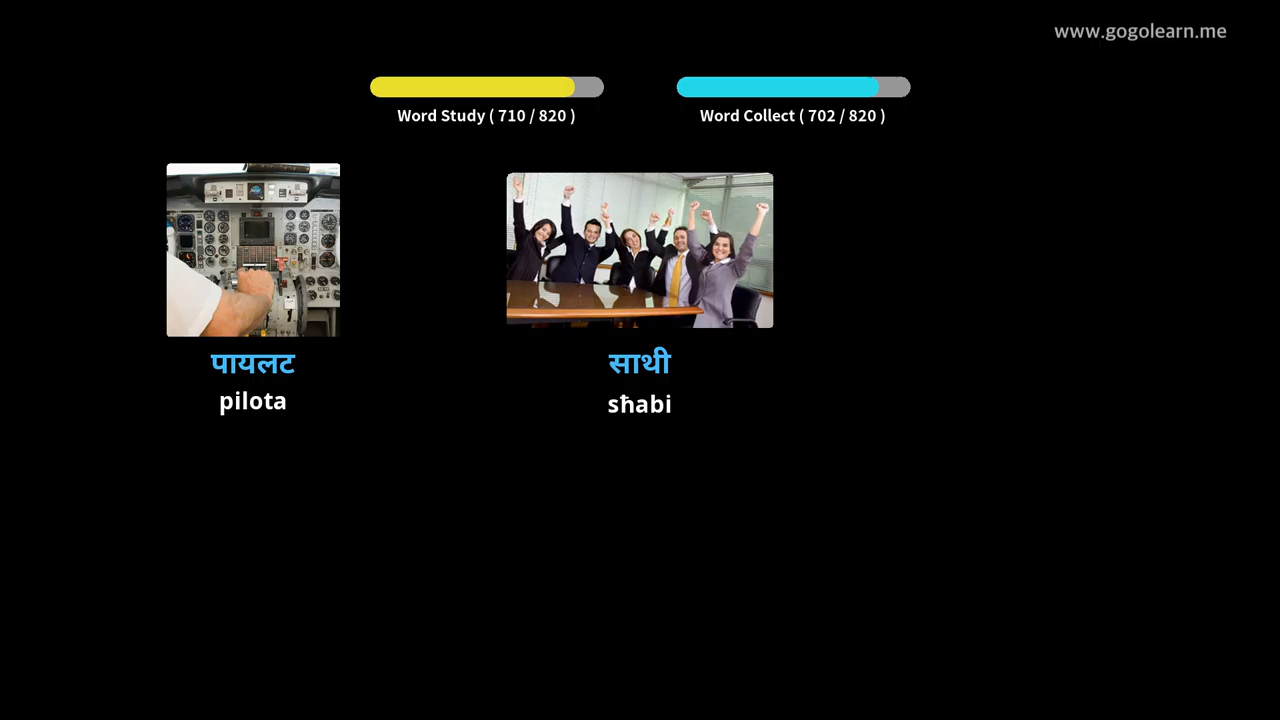 www.gogolearn.me
Word Study ( 710 / 820 )
Word Collect ( 702 / 820 )
पायलट
pilota
साथी
sħabi